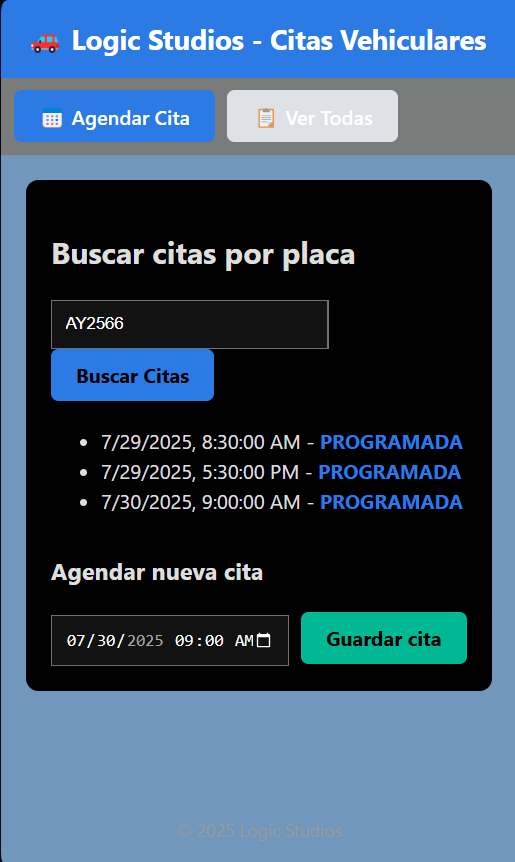 Logic Studios - Citas Vehiculares
Agendar Cita
Ver Todas
Buscar citas por placa
AY2566
Buscar Citas
7/29/2025, 8:30:00 AM - PROGRAMADA
7/29/2025, 5:30:00 PM - PROGRAMADA
7/30/2025, 9:00:00 AM - PROGRAMADA
Agendar nueva cita
07/30/2025 09:00 AM
Guardar cita
© 2025 Logic Studios